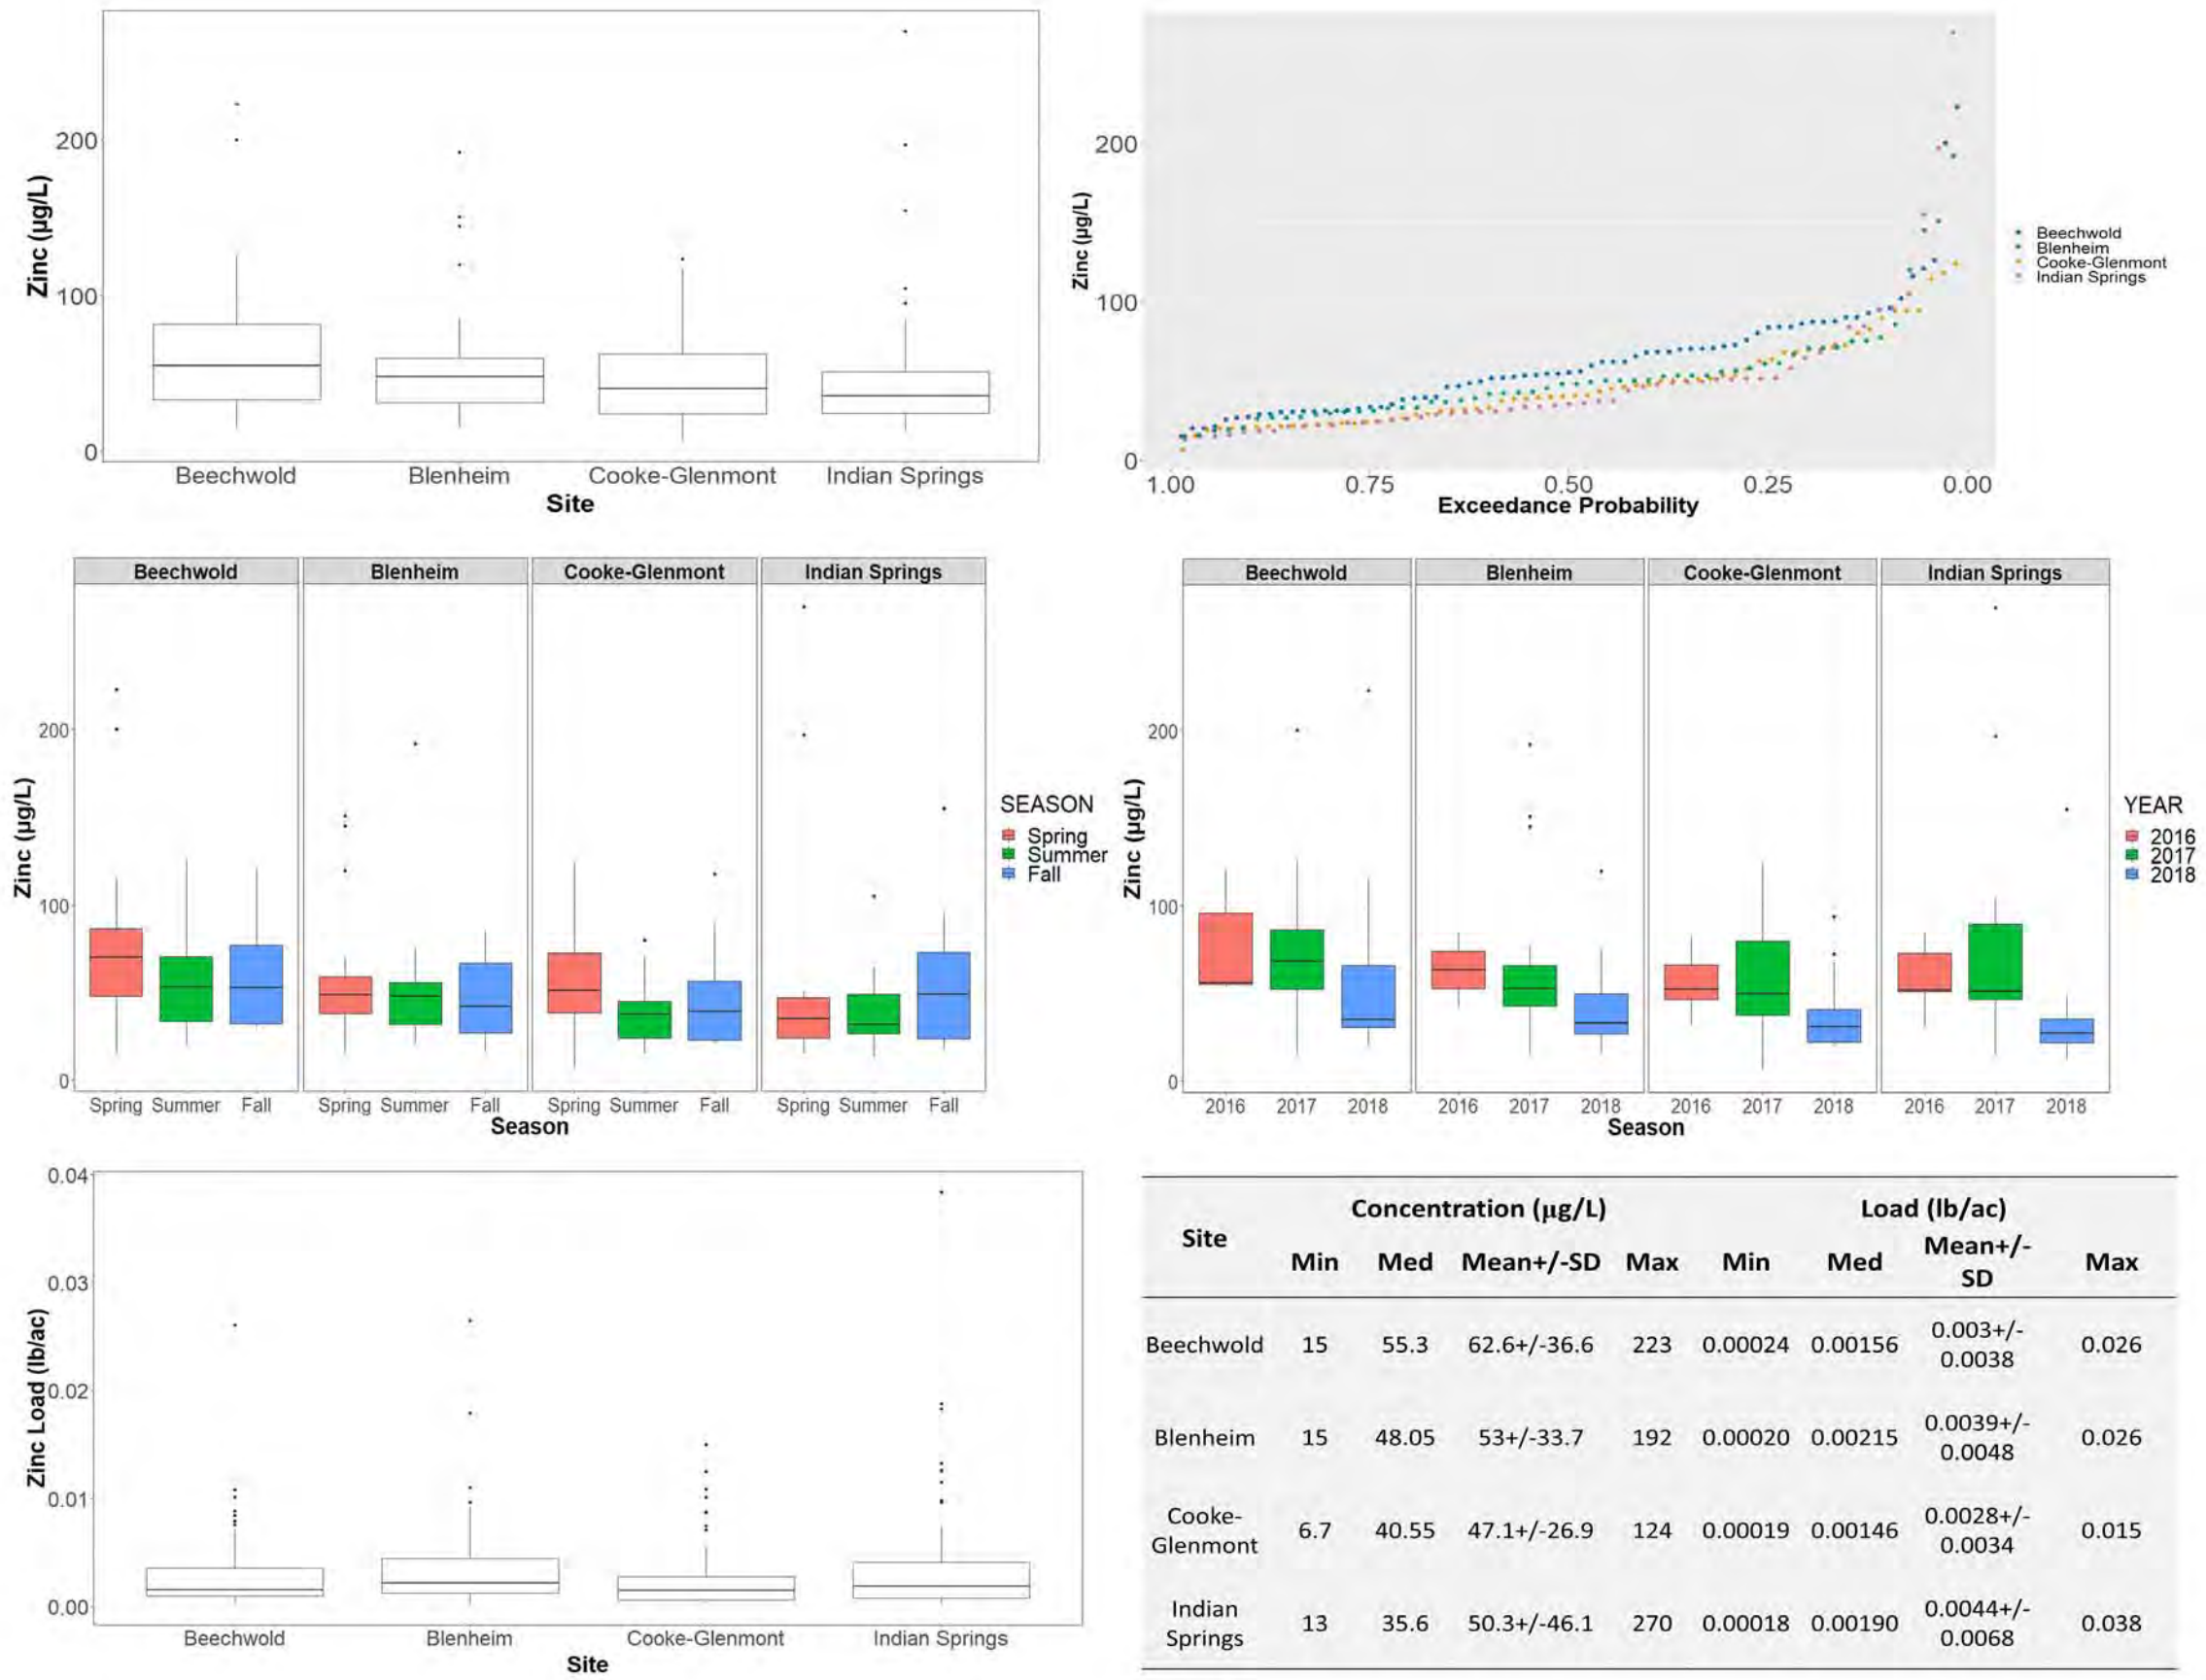 Zinc (µg/L)
200
100
0
Beechwold Blenheim Cooke-Glenmont Indian Springs
Site
Zinc (µg/L)
200
100
0
1.00 0.75 0.50 0.25 0.00
Exceedance Probability
Beechwold
Blenheim
Cooke-Glenmont
Indian Springs
Beechwold Blenheim Cooke-Glenmont Indian Springs
Zinc (µg/L)
200
100
0
Spring Summer Fall Spring Summer Fall Spring Summer Fall Spring Summer Fall
Season
SEASON
Spring
Summer
Fall
Beechwold Blenheim Cooke-Glenmont Indian Springs
Zinc (µg/L)
200
100
0
2016 2017 2018 2016 2017 2018 2016 2017 2018 2016 2017 2018
Season
YEAR
2016
2017
2018
Zinc Load (lb/ac)
0.04
0.03
0.02
0.01
0.00
Beechwold Blenheim Cooke-Glenmont Indian Springs
Site
Concentration (µg/L) Load (lb/ac)
Site Min Med Mean+/-SD Max Min Med Mean+/-
SD Max
Beechwold 15 55.3 62.6+/-36.6 223 0.00024 0.00156 0.003+/-
0.0038 0.026
Blenheim 15 48.05 53+/-33.7 192 0.00020 0.00215 0.0039+/-
0.0048 0.026
Cooke-
Glenmont 6.7 40.55 47.1+/-26.9 124 0.00019 0.00146 0.0028+/-
0.0034 0.015
Indian
Springs 13 35.6 50.3+/-46.1 270 0.00018 0.00190 0.0044+/-
0.0068 0.038